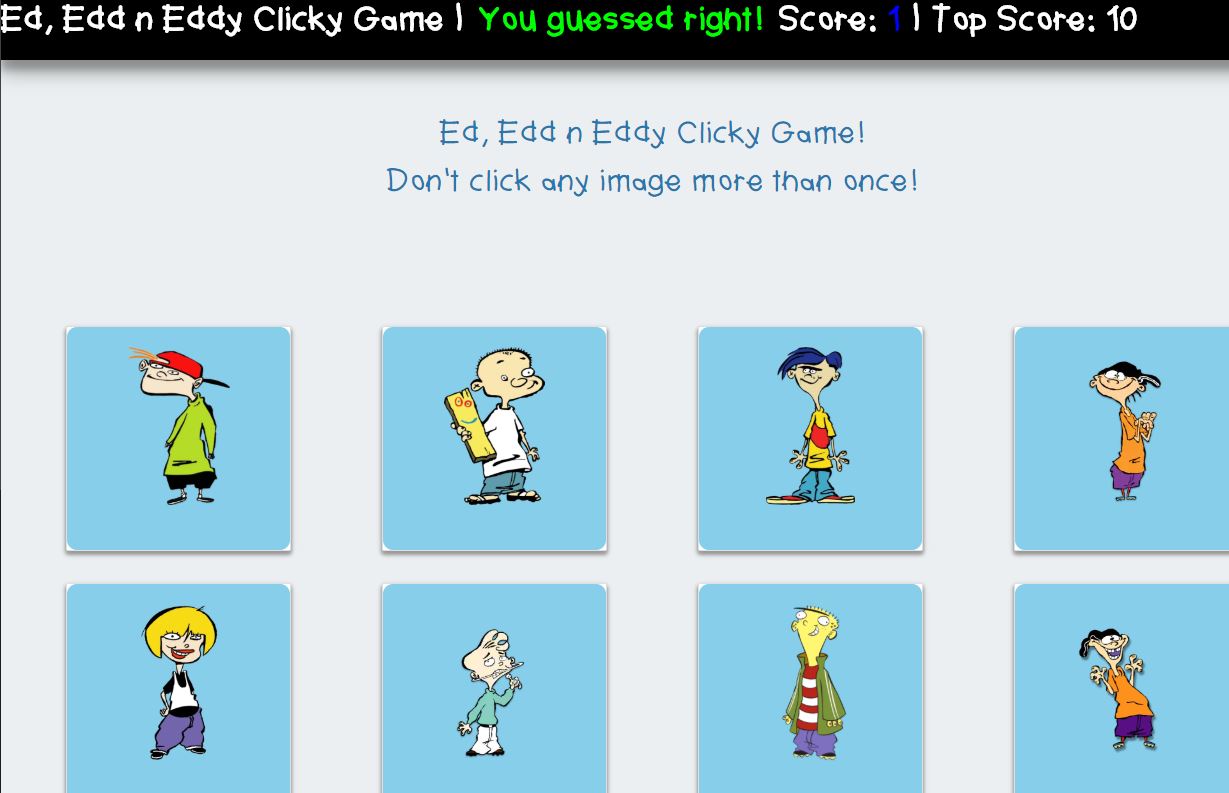 Ed, Edd n Eddy Clicky Game | You guessed right! Score: 1 | Top Score: 10
Ed, Edd n Eddy Clicky Game!
Don't click any image more than once!